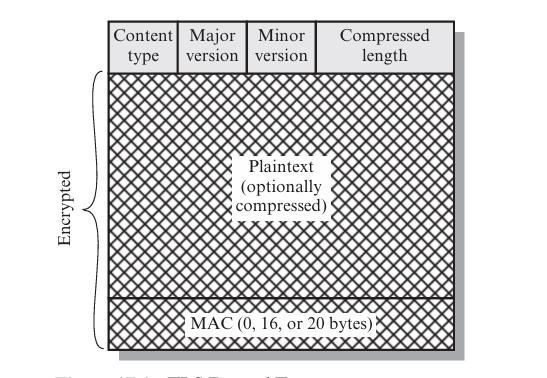 Content type
Major version
Minor version
Compressed length
Encrypted
Plaintext
(optionally
compressed)
MAC (0, 16, or 20 bytes)